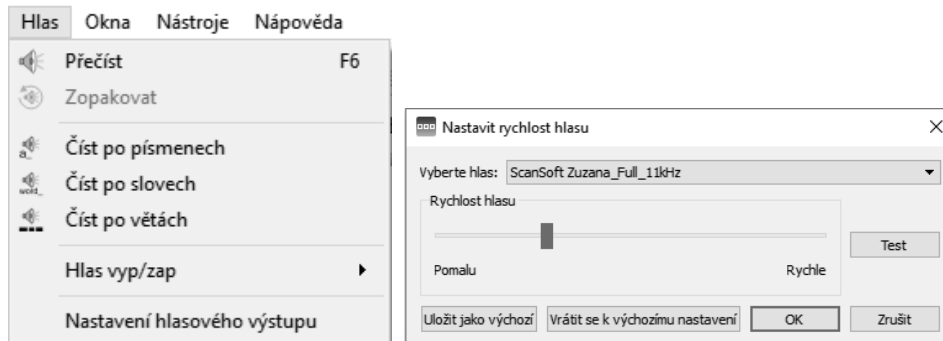 Hlas Okna Nástroje Nápověda
Přečíst F6
Zopakovat
Číst po písmenech
Číst po slovech
Číst po větách
Hlas vyp/zap
Nastavení hlasového výstupu
Nastavit rychlost hlasu
Vyberte hlas: ScanSoft Zuzana_Full_11kHz
Rychlost hlasu
Test
Pomalu Rychle
Uložit jako výchozí Vrátit se k výchozímu nastavení OK Zrušit